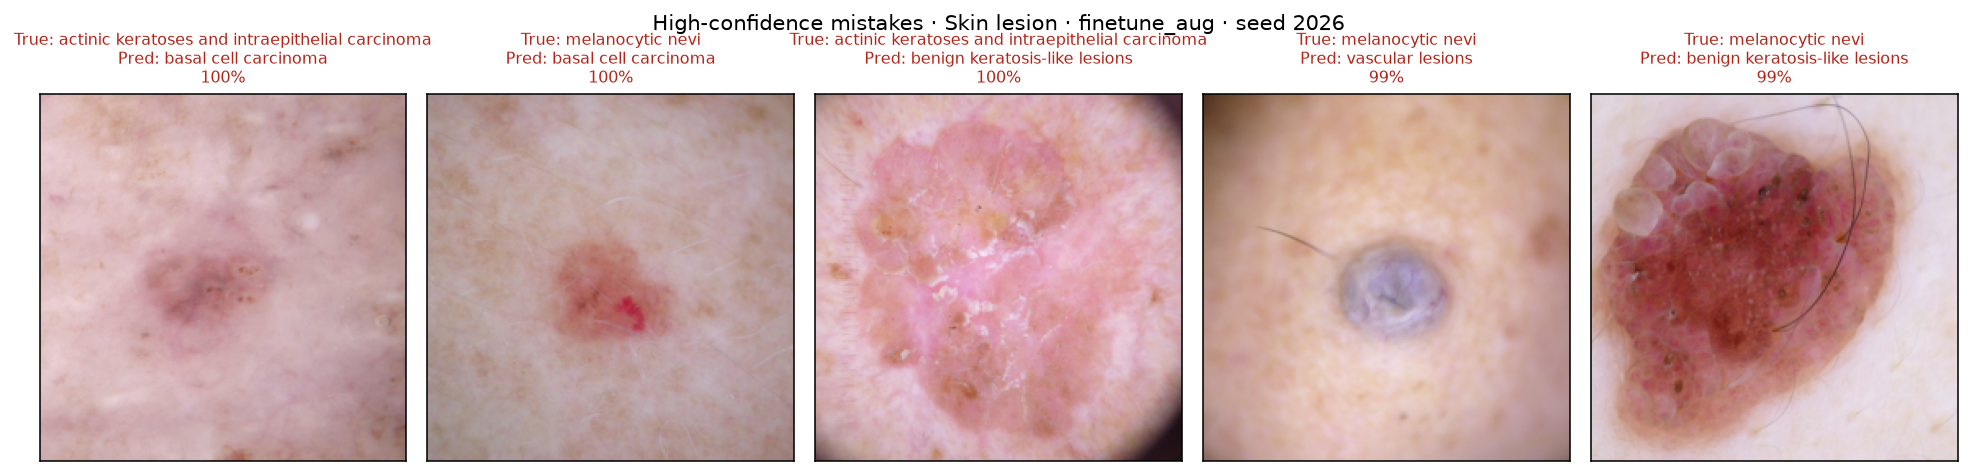 High-confidence mistakes · Skin lesion · finetune_aug · seed 2026
True: actinic keratoses and intraepithelial carcinoma
Pred: basal cell carcinoma
100%
True: melanocytic nevi
Pred: basal cell carcinoma
100%
True: actinic keratoses and intraepithelial carcinoma
Pred: benign keratosis-like lesions
100%
True: melanocytic nevi
Pred: vascular lesions
99%
True: melanocytic nevi
Pred: benign keratosis-like lesions
99%